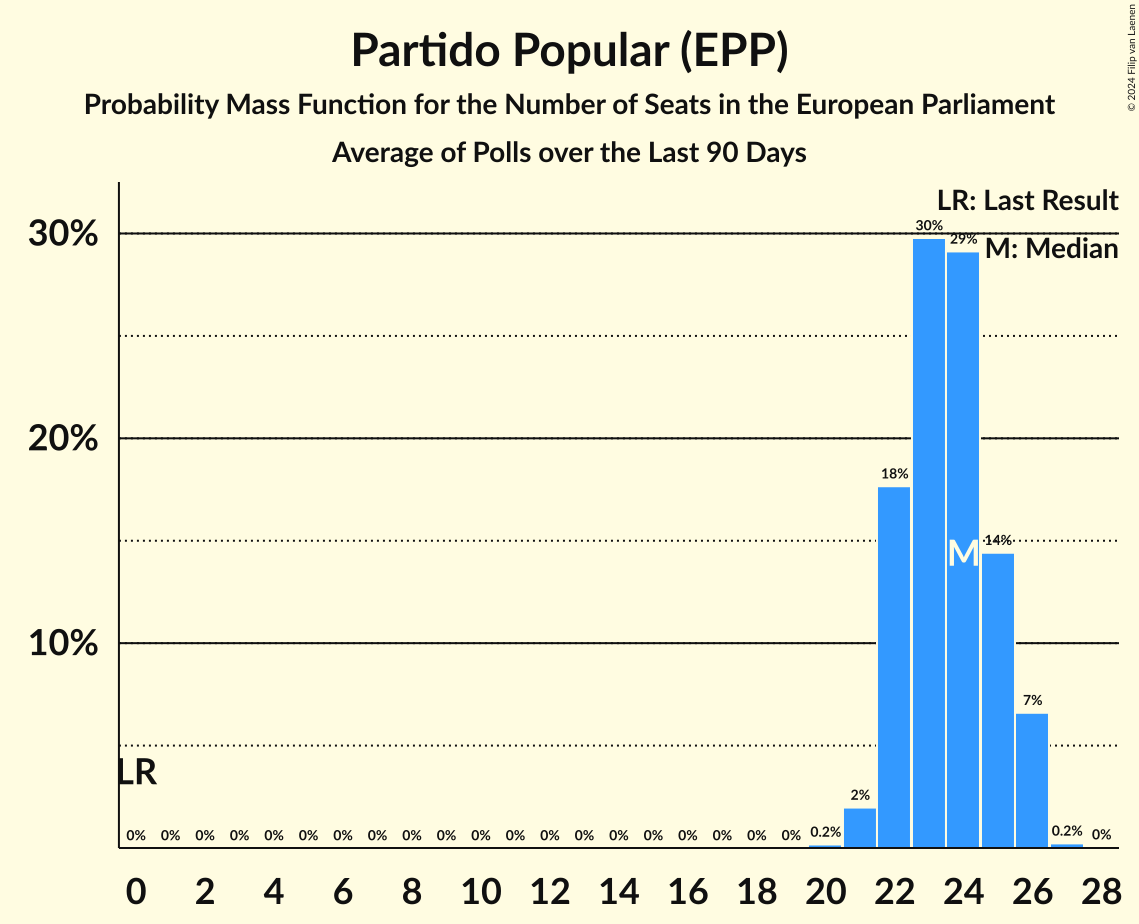 Partido Popular (EPP)
Probability Mass Function for the Number of Seats in the European Parliament
Average of Polls over the Last 90 Days
© 2024 Filip van Laenen
LR: Last Result
M: Median
30%
20%
10%
30%
29%
18%
14%
7%
2%
M
LR
0% 0% 0% 0% 0% 0% 0% 0% 0% 0% 0% 0% 0% 0% 0% 0% 0% 0% 0% 0% 0.2% 0.2% 0%
0 2 4 6 8 10 12 14 16 18 20 22 24 26 28